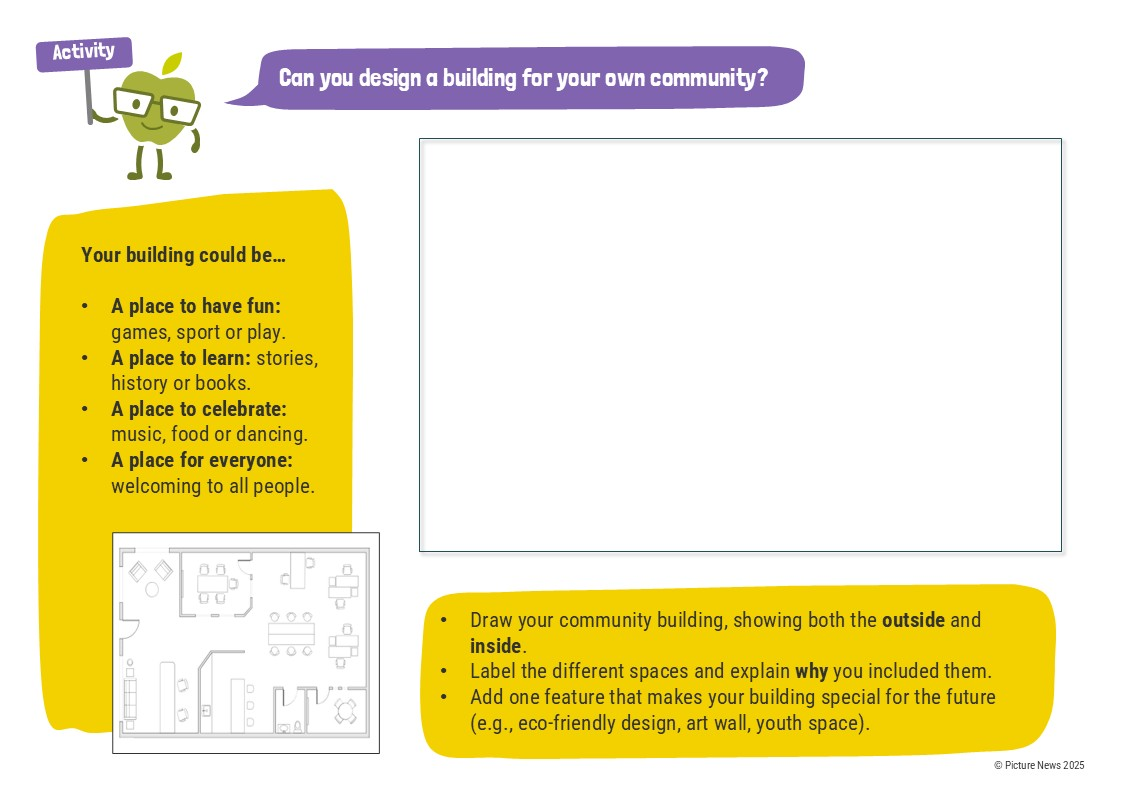 Activity
Can you design a building for your own community?
Your building could be…
• A place to have fun:
games, sport or play.
• A place to learn: stories,
history or books.
• A place to celebrate:
music, food or dancing.
• A place for everyone:
welcoming to all people.
• Draw your community building, showing both the outside and
inside.
• Label the different spaces and explain why you included them.
• Add one feature that makes your building special for the future
(e.g., eco-friendly design, art wall, youth space).
© Picture News 2025